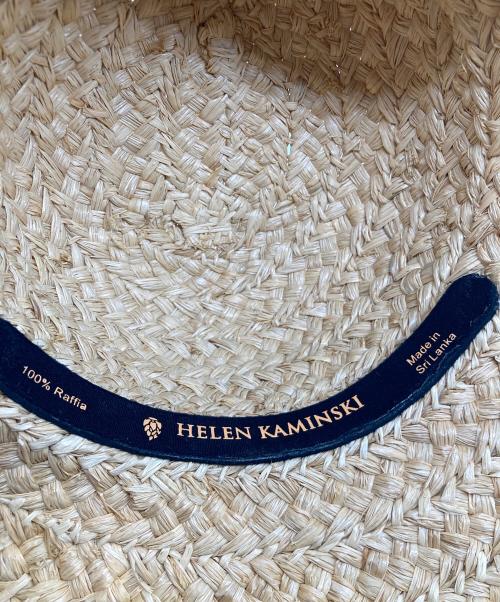 100% Raffia
HELEN KAMINSKI
Made in
Sri Lanka